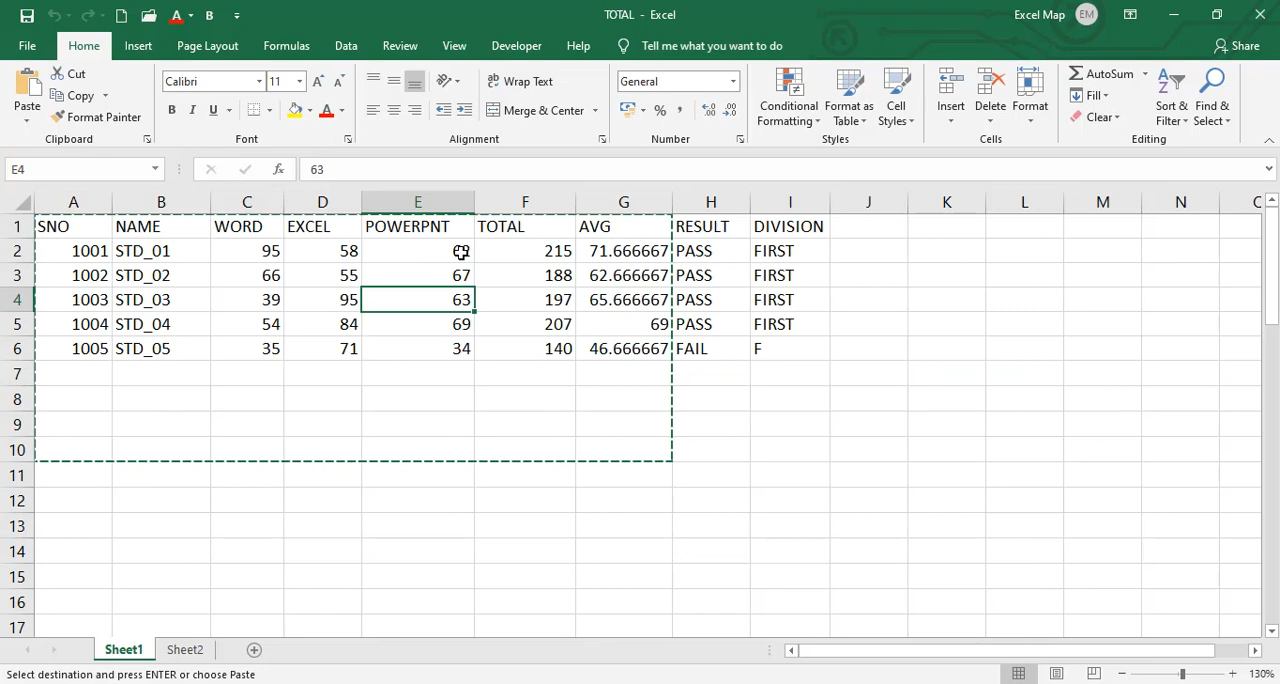 TOTAL - Excel
Excel Map EM
File Home Insert Page Layout Formulas Data Review View Developer Help Tell me what you want to do Share
Paste Cut Copy Format Painter Clipboard
Calibri 11 B I U A Font
Wrap Text Merge & Center Alignment
General % , Number
Conditional Formatting Format as Table Cell Styles Styles
Insert Delete Format Cells
AutoSum Fill Clear Sort & Filter Find & Select Editing
E4 fx 63
A B C D E F G H I J K L M N
1 SNO NAME WORD EXCEL POWERPNT TOTAL AVG RESULT DIVISION
2 1001 STD_01 95 58 215 71.666667 PASS FIRST
3 1002 STD_02 66 55 67 188 62.666667 PASS FIRST
4 1003 STD_03 39 95 63 197 65.666667 PASS FIRST
5 1004 STD_04 54 84 69 207 69 PASS FIRST
6 1005 STD_05 35 71 34 140 46.666667 FAIL F
7
8
9
10
11
12
13
14
15
16
17
Sheet1 Sheet2
Select destination and press ENTER or choose Paste 130%